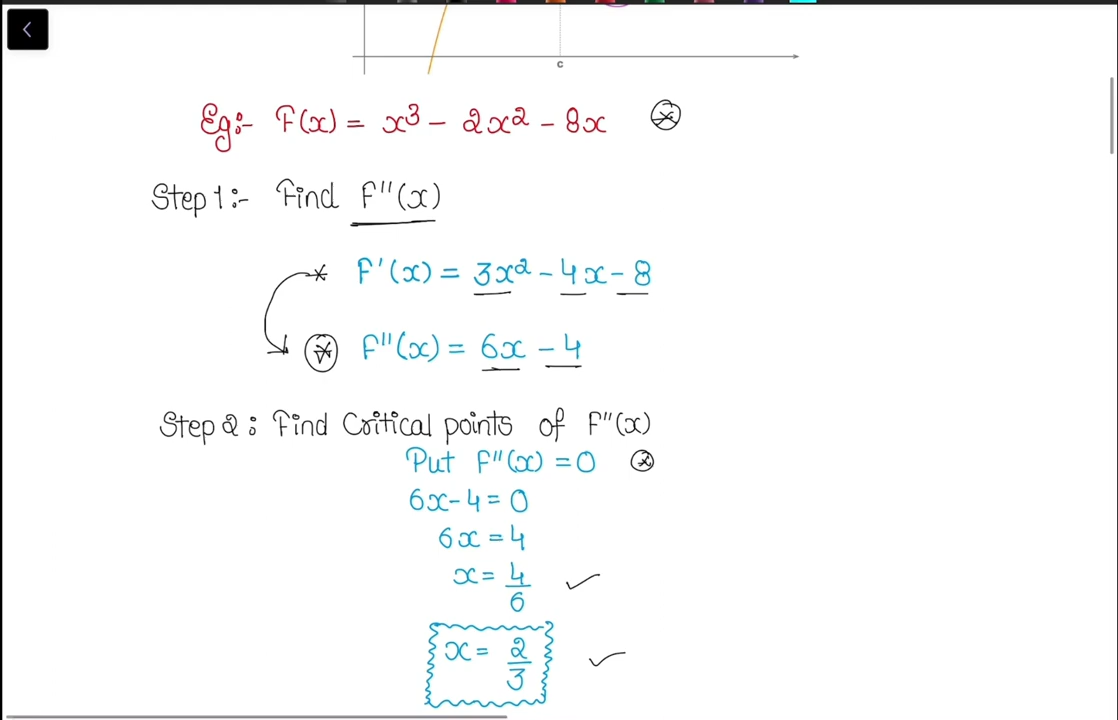 c
Eg:- F(x) = x³ - 2x² - 8x
Step 1:- Find F''(x)
F'(x) = 3x² - 4x - 8
F''(x) = 6x - 4
Step 2: Find Critical points of F''(x)
Put F''(x) = 0
6x - 4 = 0
6x = 4
x = 4/6
x = 2/3